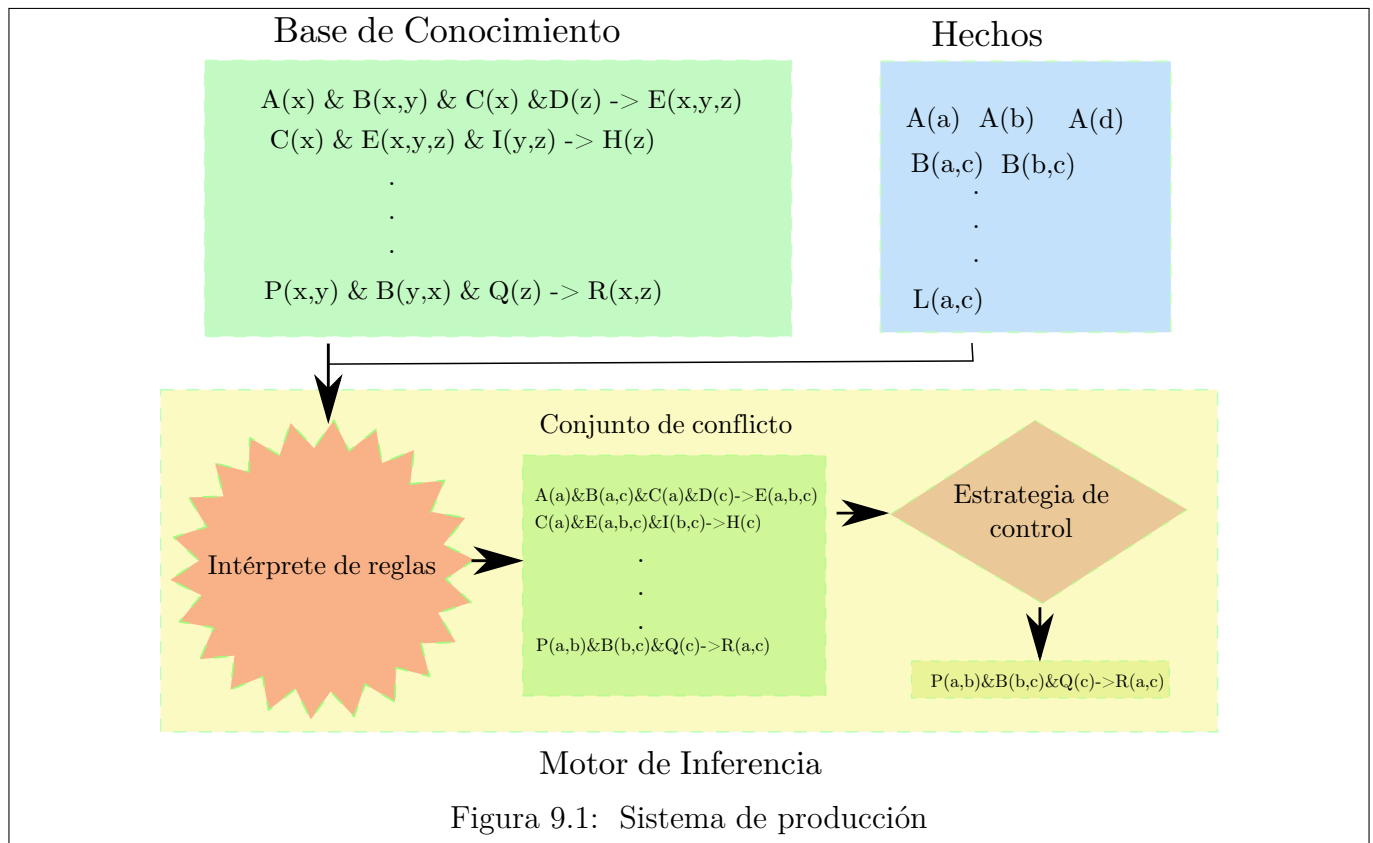 Base de Conocimiento
A(x) & B(x,y) & C(x) &D(z) -> E(x,y,z)
C(x) & E(x,y,z) & I(y,z) -> H(z)
.
.
.
P(x,y) & B(y,x) & Q(z) -> R(x,z)
Hechos
A(a) A(b) A(d)
B(a,c) B(b,c)
.
.
.
L(a,c)
Intérprete de reglas
Conjunto de conflicto
A(a)&B(a,c)&C(a)&D(c)->E(a,b,c)
C(a)&E(a,b,c)&I(b,c)->H(c)
.
.
.
P(a,b)&B(b,c)&Q(c)->R(a,c)
Estrategia de
control
P(a,b)&B(b,c)&Q(c)->R(a,c)
Motor de Inferencia
Figura 9.1: Sistema de producción